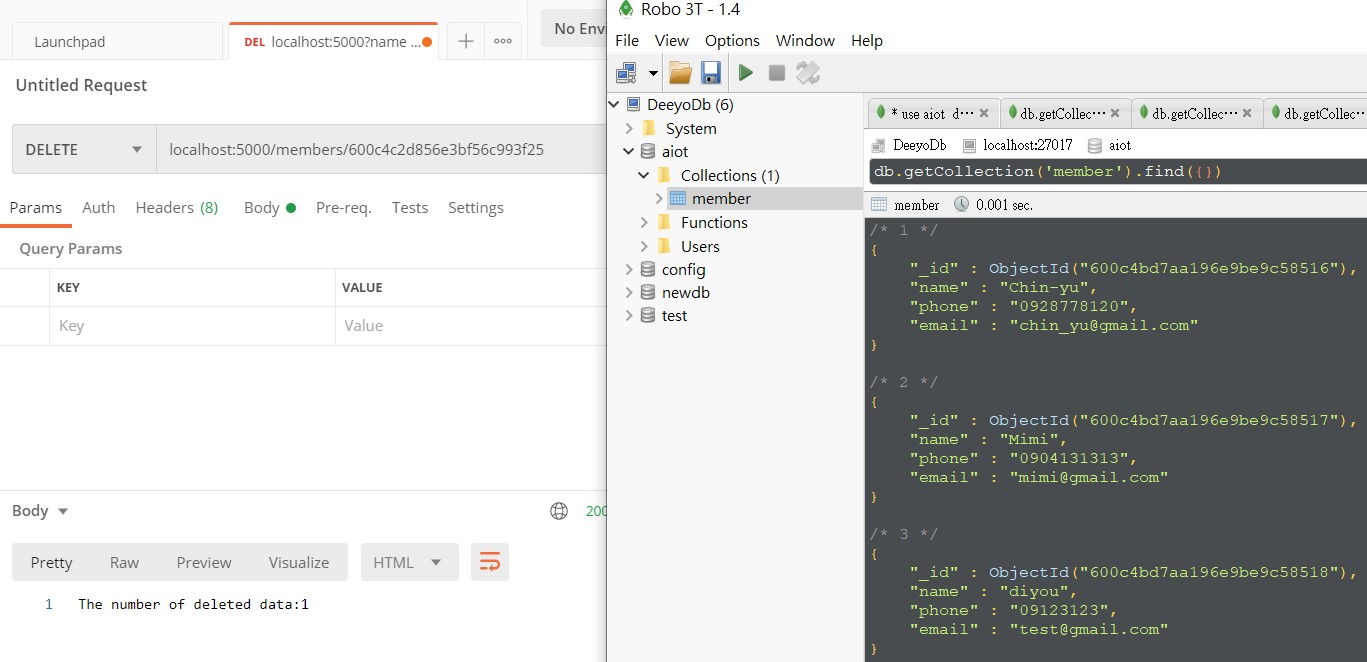 Launchpad
DEL localhost:5000?name ...
No Envi
Untitled Request
DELETE
localhost:5000/members/600c4c2d856e3bf56c993f25
Params Auth Headers (8) Body Pre-req. Tests Settings
Query Params
KEY VALUE
Key Value
Body
200
Pretty Raw Preview Visualize HTML
1 The number of deleted data:1
Robo 3T - 1.4
File View Options Window Help
DeeyoDb (6)
System
aiot
Collections (1)
member
Functions
Users
config
newdb
test
* use aiot d··· db.getCollec··· db.getCollec··· db.getCollec···
DeeyoDb localhost:27017 aiot
db.getCollection('member').find({})
member 0.001 sec.
/* 1 */
{
"_id" : ObjectId("600c4bd7aa196e9be9c58516"),
"name" : "Chin-yu",
"phone" : "0928778120",
"email" : "chin_yu@gmail.com"
}
/* 2 */
{
"_id" : ObjectId("600c4bd7aa196e9be9c58517"),
"name" : "Mimi",
"phone" : "0904131313",
"email" : "mimi@gmail.com"
}
/* 3 */
{
"_id" : ObjectId("600c4bd7aa196e9be9c58518"),
"name" : "diyou",
"phone" : "09123123",
"email" : "test@gmail.com"
}